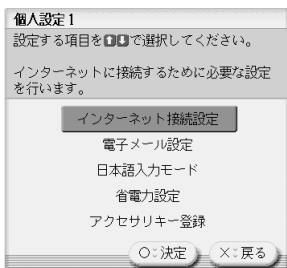 個人設定1
設定する項目を⬆⬇で選択してください。
インターネットに接続するために必要な設定
を行います。
インターネット接続設定
電子メール設定
日本語入力モード
省電力設定
アクセサリキー登録
○:決定 ×:戻る